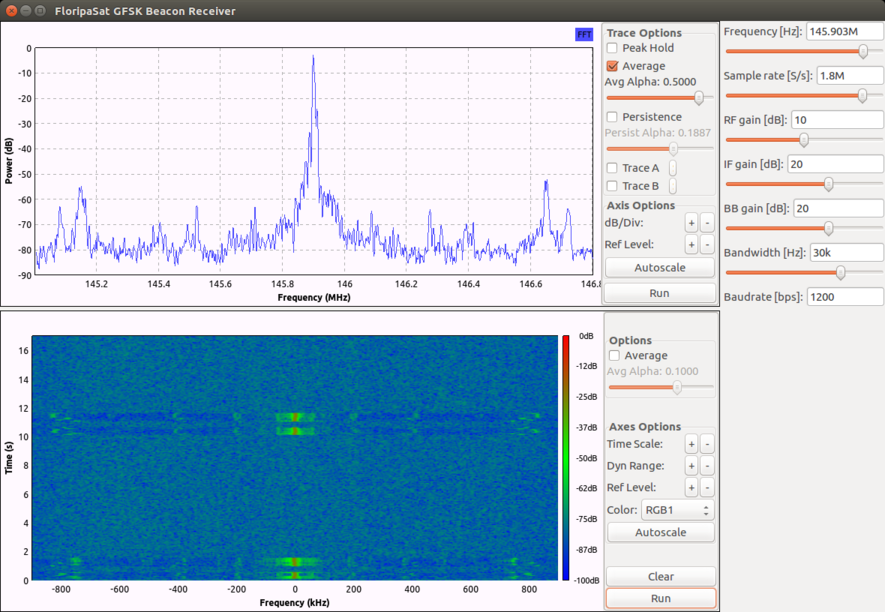 FloripaSat GFSK Beacon Receiver
FFT
Power (dB)
0
-10
-20
-30
-40
-50
-60
-70
-80
-90
145.2
145.4
145.6
145.8
146
146.2
146.4
146.6
146.8
Frequency (MHz)
Trace Options
Peak Hold
Average
Avg Alpha: 0.5000
Persistence
Persist Alpha: 0.1887
Trace A
Trace B
Axis Options
dB/Div: + -
Ref Level: + -
Autoscale
Run
Frequency [Hz]: 145.903M
Sample rate [S/s]: 1.8M
RF gain [dB]: 10
IF gain [dB]: 20
BB gain [dB]: 20
Bandwidth [Hz]: 30k
Baudrate [bps]: 1200
Time (s)
16
14
12
10
8
6
4
2
0
-800
-600
-400
-200
0
200
400
600
800
Frequency (kHz)
0dB
-12dB
-25dB
-37dB
-50dB
-62dB
-75dB
-87dB
-100dB
Options
Average
Avg Alpha: 0.1000
Axes Options
Time Scale: + -
Dyn Range: + -
Ref Level: + -
Color: RGB1
Autoscale
Clear
Run